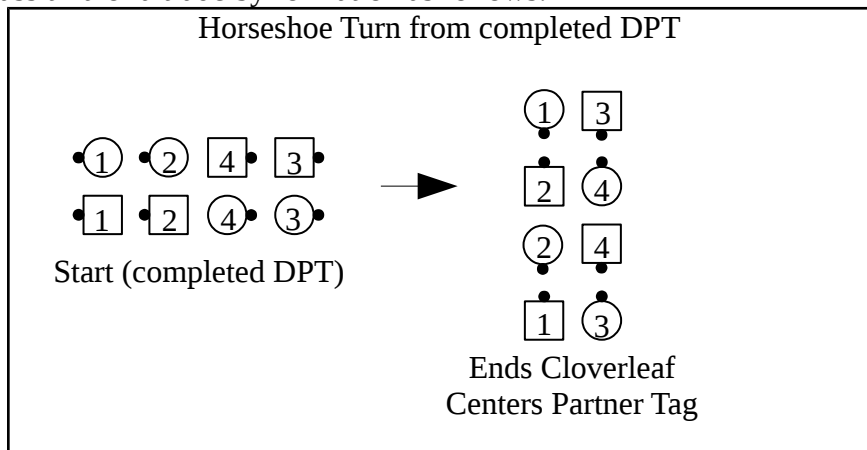 Horseshoe Turn from completed DPT
1 3
1 2 4 3
2 4
1 2 4 3
2 4
Start (completed DPT)
1 3
Ends Cloverleaf
Centers Partner Tag